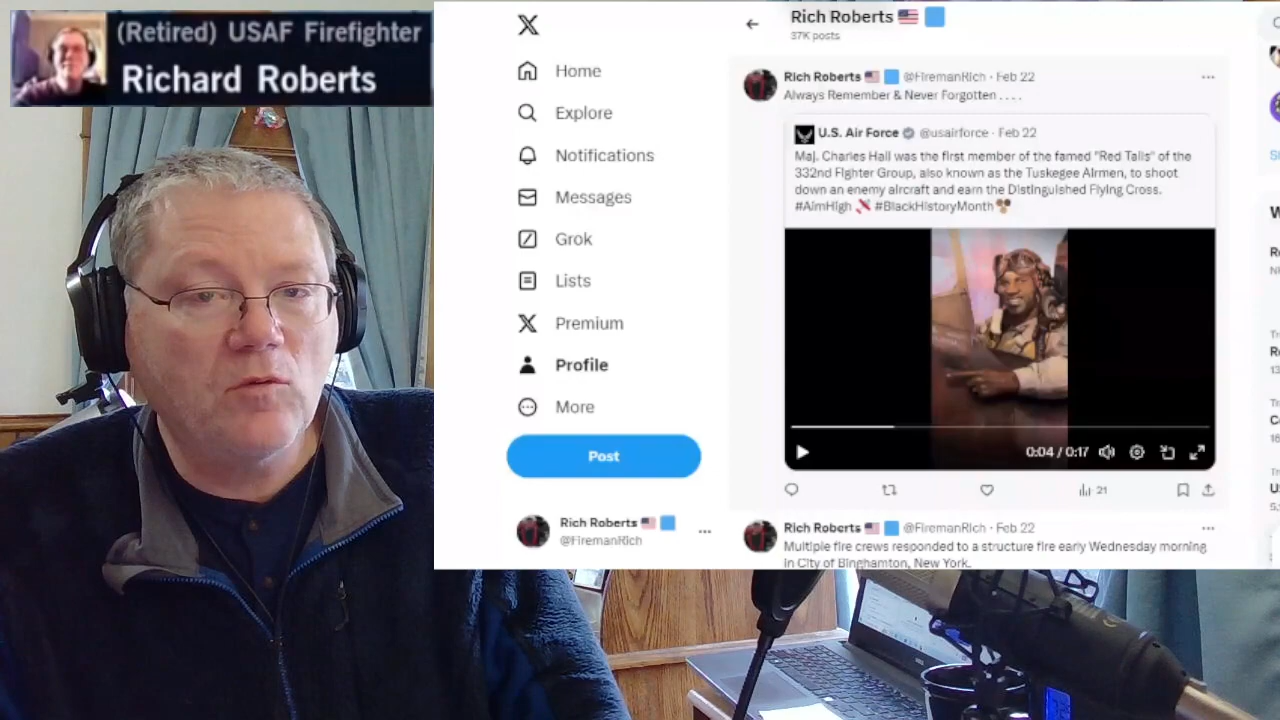 (Retired) USAF Firefighter
Richard Roberts
Home
Explore
Notifications
Messages
Grok
Lists
Premium
Profile
More
Post
Rich Roberts
@FiremanRich
Rich Roberts
37K posts
Rich Roberts @FiremanRich · Feb 22
Always Remember & Never Forgotten . . . .
U.S. Air Force @usairforce · Feb 22
Maj. Charles Hall was the first member of the famed "Red Tails" of the
332nd Fighter Group, also known as the Tuskegee Airmen, to shoot
down an enemy aircraft and earn the Distinguished Flying Cross.
#AimHigh #BlackHistoryMonth
0:04 / 0:17
21
Rich Roberts @FiremanRich · Feb 22
Multiple fire crews responded to a structure fire early Wednesday morning
in City of Binghamton, New York.